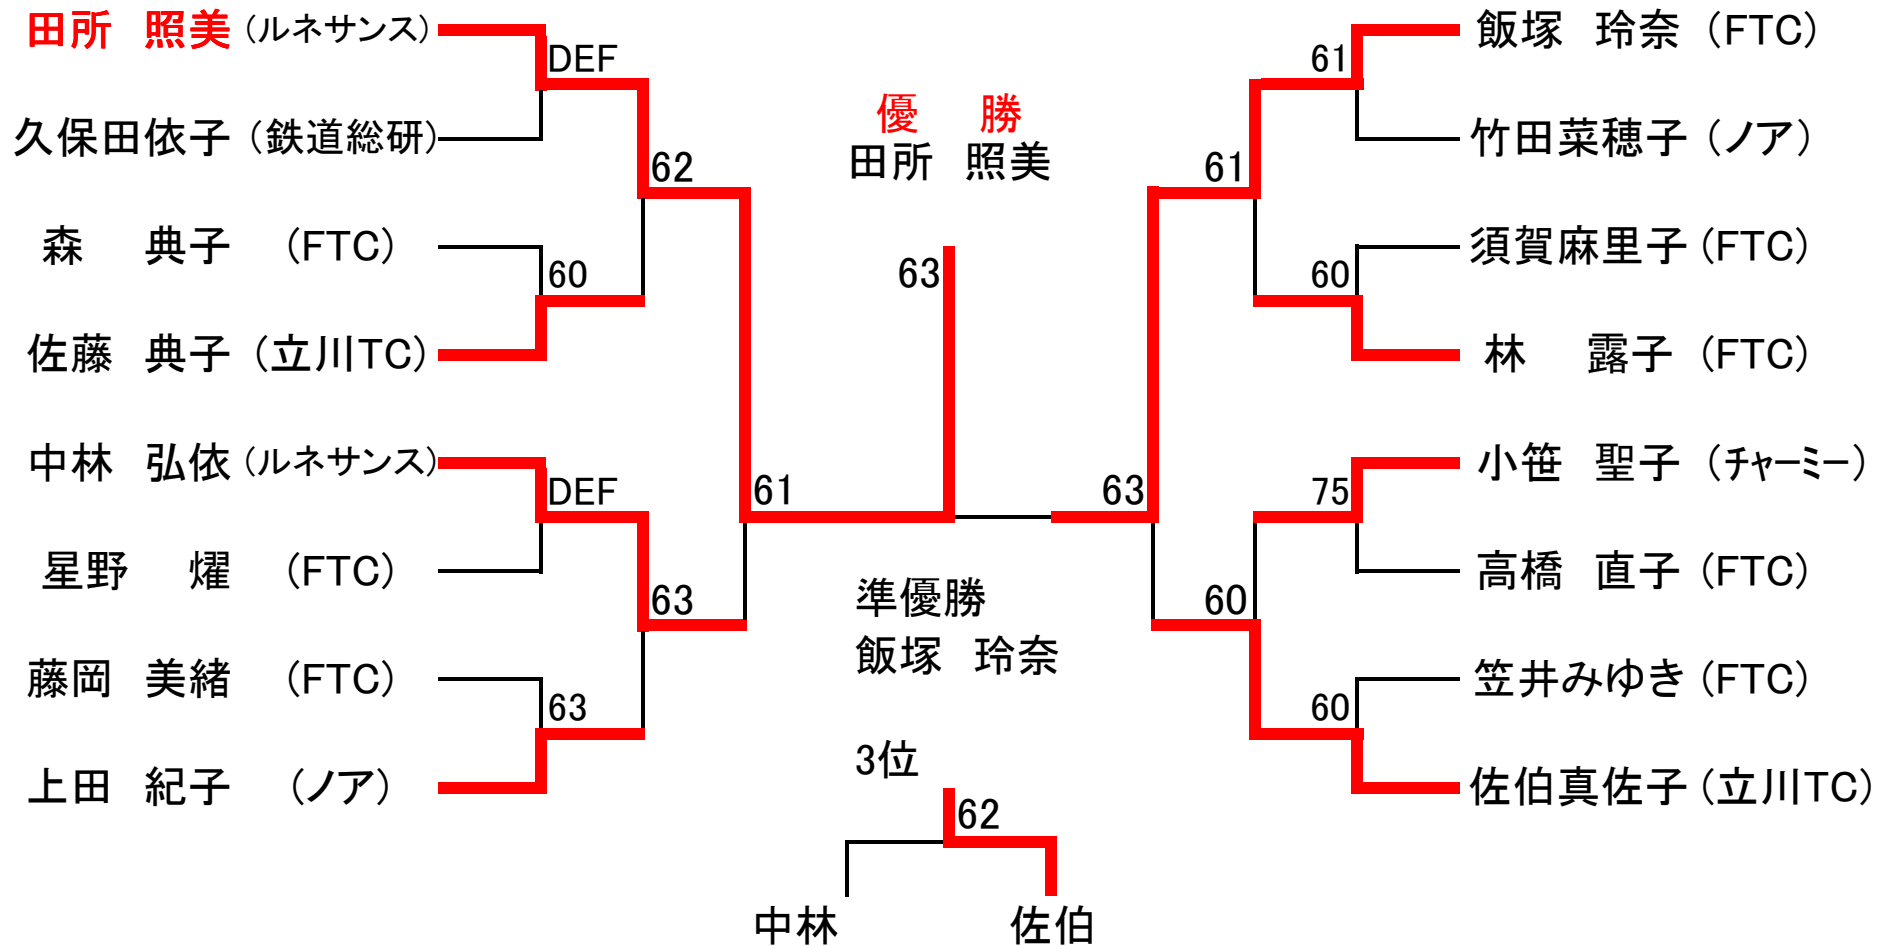 田所 照美 (ルネサンス)
DEF
久保田依子 (鉄道総研)
62
森 典子 (FTC)
60
佐藤 典子 (立川TC)
中林 弘依 (ルネサンス)
DEF
61
星野 燿 (FTC)
63
藤岡 美緒 (FTC)
63
上田 紀子 (ノア)
優 勝
田所 照美
63
準優勝
飯塚 玲奈
3位
62
中林 佐伯
飯塚 玲奈 (FTC)
61
竹田菜穂子 (ノア)
61
須賀麻里子 (FTC)
60
林 露子 (FTC)
小笹 聖子 (チャーミー)
63
75
高橋 直子 (FTC)
60
笠井みゆき (FTC)
60
佐伯真佐子 (立川TC)